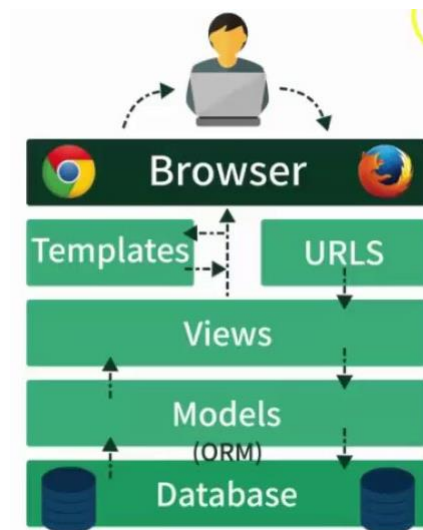 Browser
Templates
URLS
Views
Models
(ORM)
Database